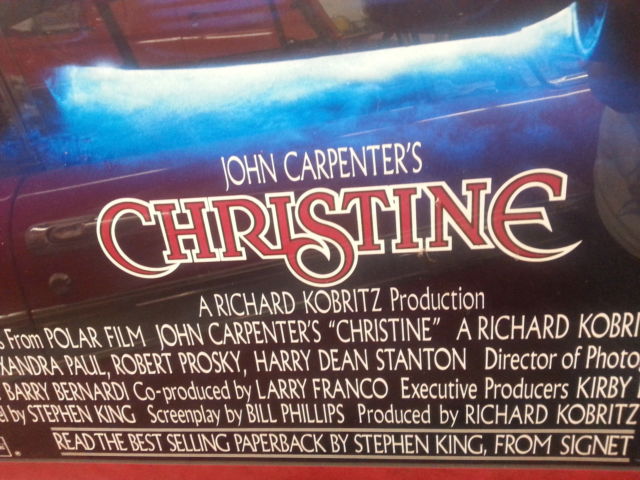 JOHN CARPENTER'S
CHRISTINE
A RICHARD KOBRITZ Production
From POLAR FILM JOHN CARPENTER'S "CHRISTINE" A RICHARD
PAUL, ROBERT PROSKY, HARRY DEAN STANTON Director of
BARRY BERNARDI Co-produced by LARRY FRANCO Executive Producers KIRBY
by STEPHEN KING Screenplay by BILL PHILLIPS Produced by RICHARD KOBRITZ
READ THE BEST SELLING PAPERBACK BY STEPHEN KING, FROM SIGNET